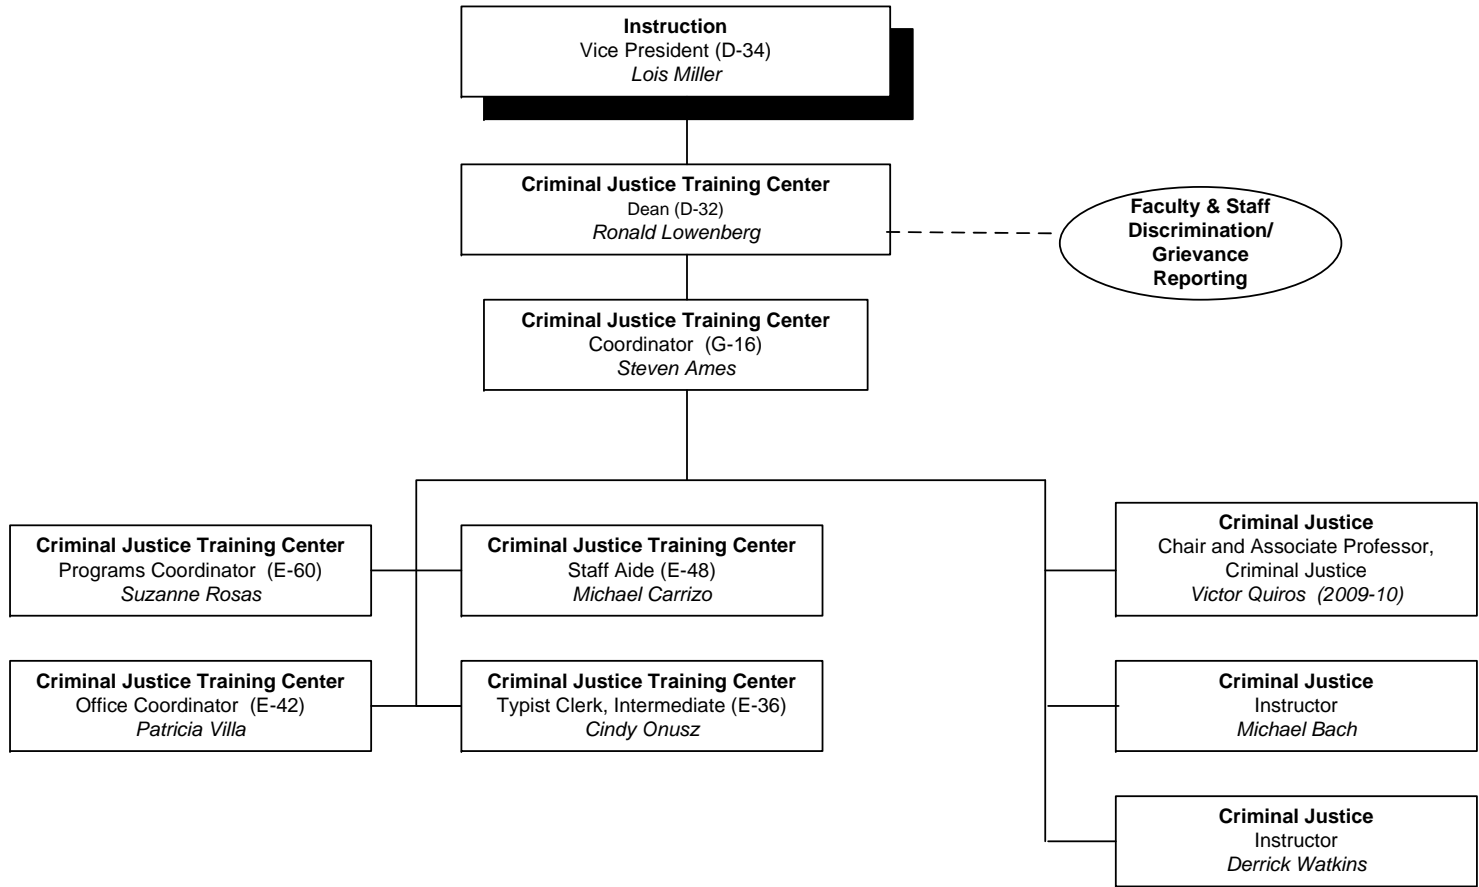 Instruction
Vice President (D-34)
Lois Miller
Criminal Justice Training Center
Dean (D-32)
Ronald Lowenberg
Faculty & Staff
Discrimination/
Grievance
Reporting
Criminal Justice Training Center
Coordinator (G-16)
Steven Ames
Criminal Justice Training Center
Programs Coordinator (E-60)
Suzanne Rosas
Criminal Justice Training Center
Staff Aide (E-48)
Michael Carrizo
Criminal Justice
Chair and Associate Professor,
Criminal Justice
Victor Quiros (2009-10)
Criminal Justice Training Center
Office Coordinator (E-42)
Patricia Villa
Criminal Justice Training Center
Typist Clerk, Intermediate (E-36)
Cindy Onusz
Criminal Justice
Instructor
Michael Bach
Criminal Justice
Instructor
Derrick Watkins